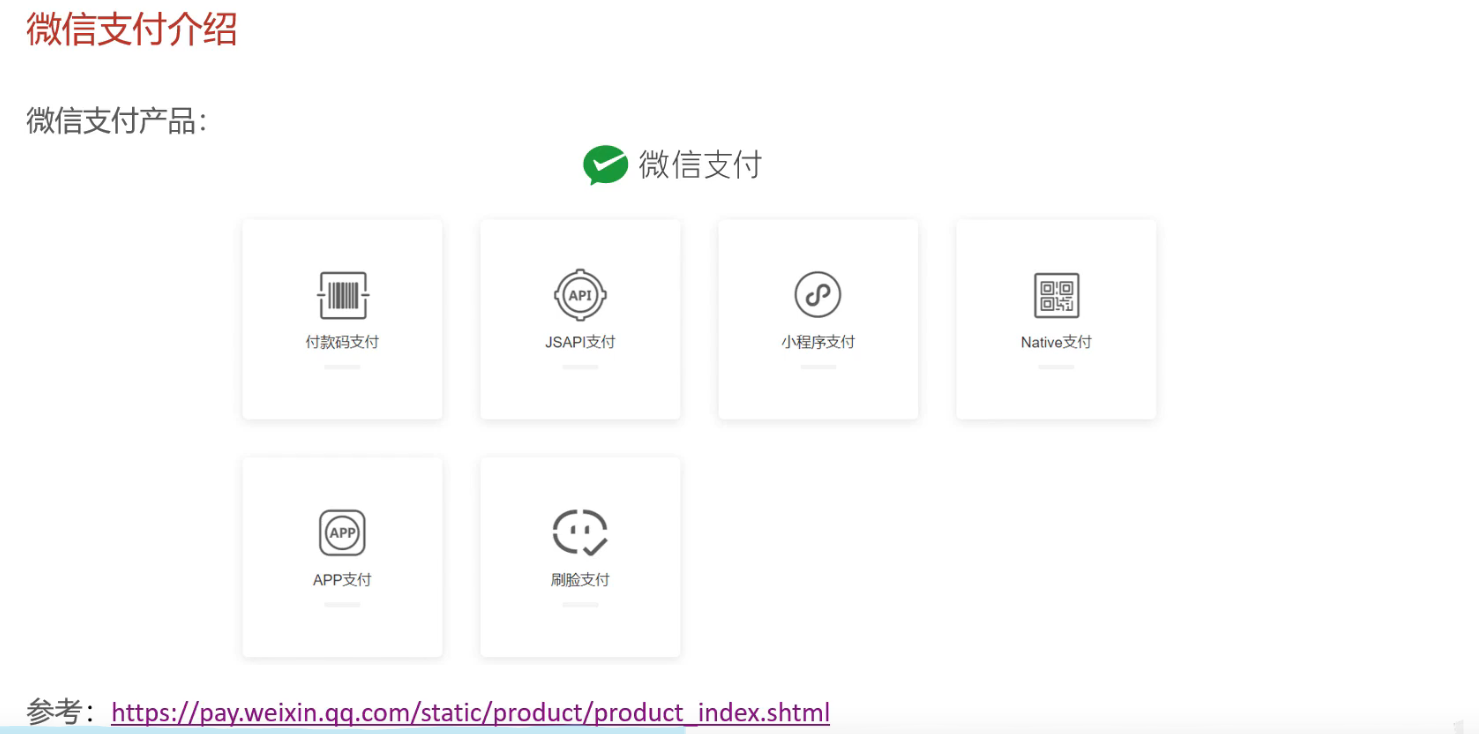 微信支付介绍
微信支付产品：
微信支付
付款码支付
API
JSAPI支付
小程序支付
Native支付
APP
APP支付
刷脸支付
参考：https://pay.weixin.qq.com/static/product/product_index.shtml